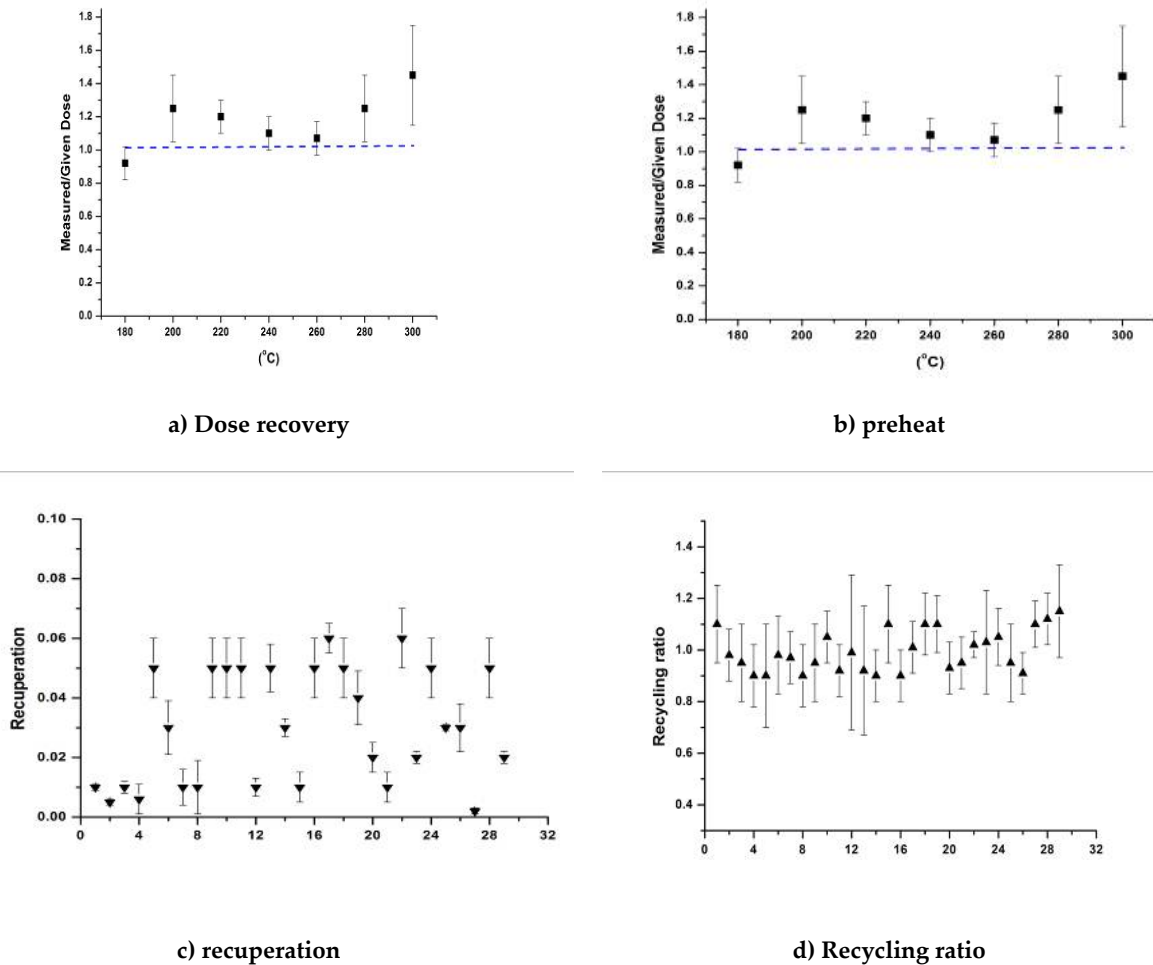 1.8
1.6
1.4
1.2
1.0
0.8
0.6
0.4
0.2
0.0
Measured/Given Dose
180 200 220 240 260 280 300
(°C)
a) Dose recovery
1.8
1.6
1.4
1.2
1.0
0.8
0.6
0.4
0.2
0.0
Measured/Given Dose
180 200 220 240 260 280 300
(°C)
b) preheat
0.10
0.08
0.06
0.04
0.02
0.00
Recuperation
0 4 8 12 16 20 24 28 32
c) recuperation
1.4
1.2
1.0
0.8
0.6
0.4
Recycling ratio
0 4 8 12 16 20 24 28 32
d) Recycling ratio